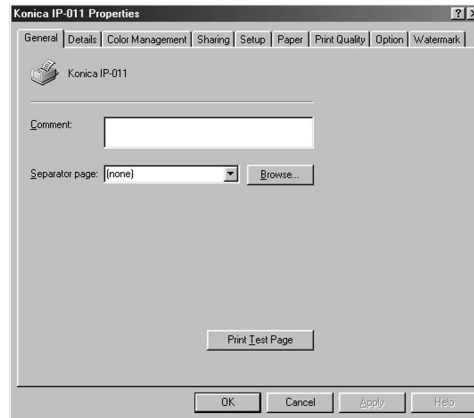 Konica IP-011 Properties
General Details Color Management Sharing Setup Paper Print Quality Option Watermark
Konica IP-011
Comment:
Separator page: (none) Browse...
Print Test Page
OK Cancel Apply Help